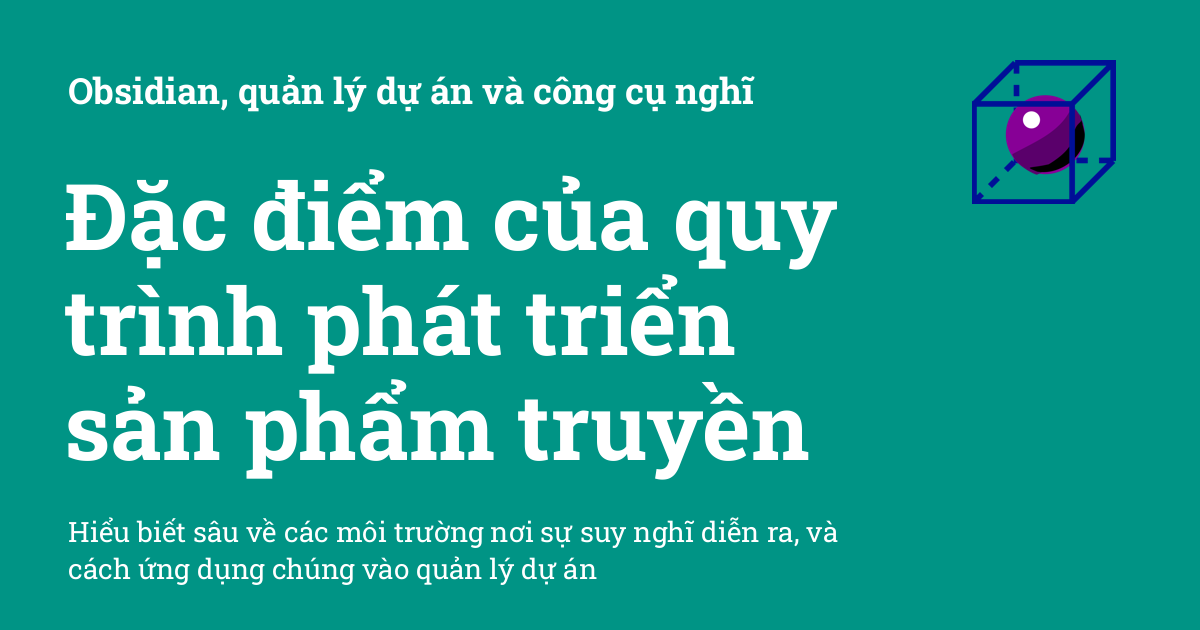 Obsidian, quản lý dự án và công cụ nghĩ
Đặc điểm của quy
trình phát triển
sản phẩm truyền
Hiểu biết sâu về các môi trường nơi sự suy nghĩ diễn ra, và
cách ứng dụng chúng vào quản lý dự án